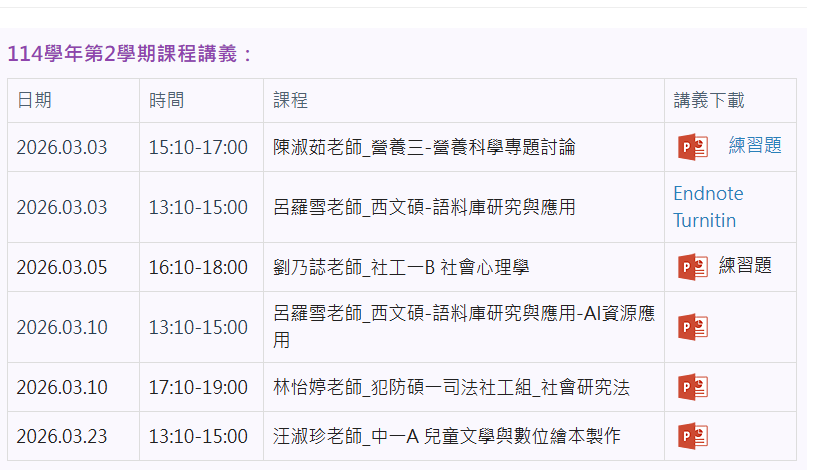 114學年第2學期課程講義：
日期 時間 課程 講義下載
2026.03.03 15:10-17:00 陳淑茹老師_營養三-營養科學專題討論 練習題
2026.03.03 13:10-15:00 呂羅雪老師_西文碩-語料庫研究與應用 Endnote
Turnitin
2026.03.05 16:10-18:00 劉乃誌老師_社工一B 社會心理學 練習題
2026.03.10 13:10-15:00 呂羅雪老師_西文碩-語料庫研究與應用-AI資源應
用
2026.03.10 17:10-19:00 林怡婷老師_犯防碩一司法社工組_社會研究法
2026.03.23 13:10-15:00 汪淑珍老師_中一A 兒童文學與數位繪本製作